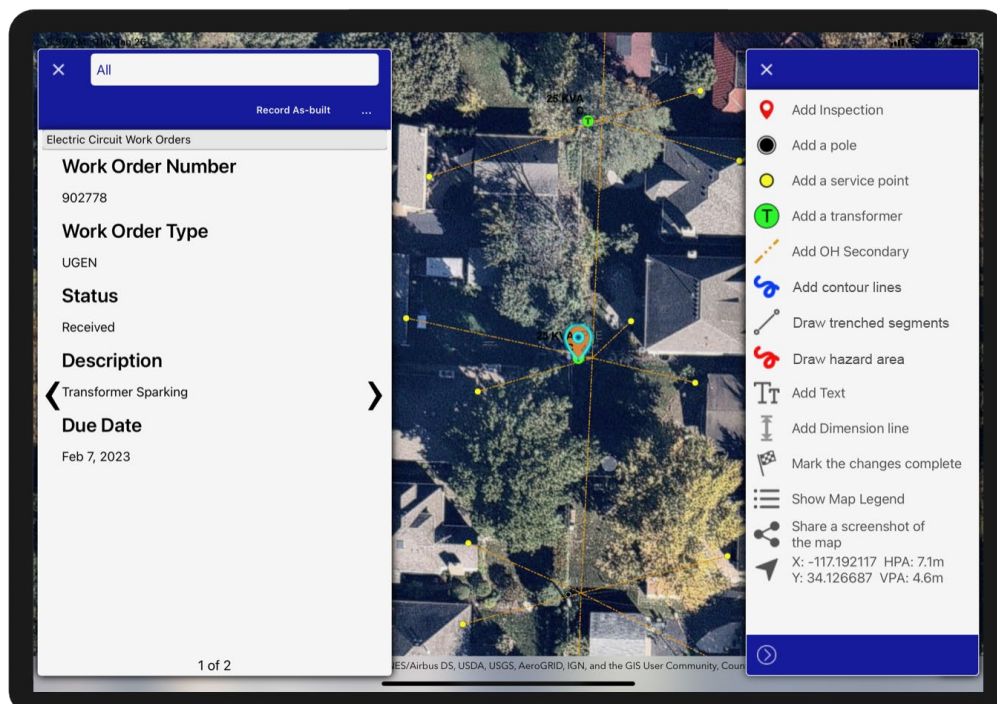 All
Record As-built
...
Electric Circuit Work Orders
Work Order Number
902778
Work Order Type
UGEN
Status
Received
Description
Transformer Sparking
Due Date
Feb 7, 2023
1 of 2
25 KVA
C
T
Add Inspection
Add a pole
Add a service point
T
Add a transformer
Add OH Secondary
Add contour lines
Draw trenched segments
Draw hazard area
Tт Add Text
Add Dimension line
Mark the changes complete
Show Map Legend
Share a screenshot of
the map
X: -117.192117 HPA: 7.1m
Y: 34.126687 VPA: 4.6m
Airbus DS, USDA, USGS, AeroGRID, IGN, and the GIS User Community,